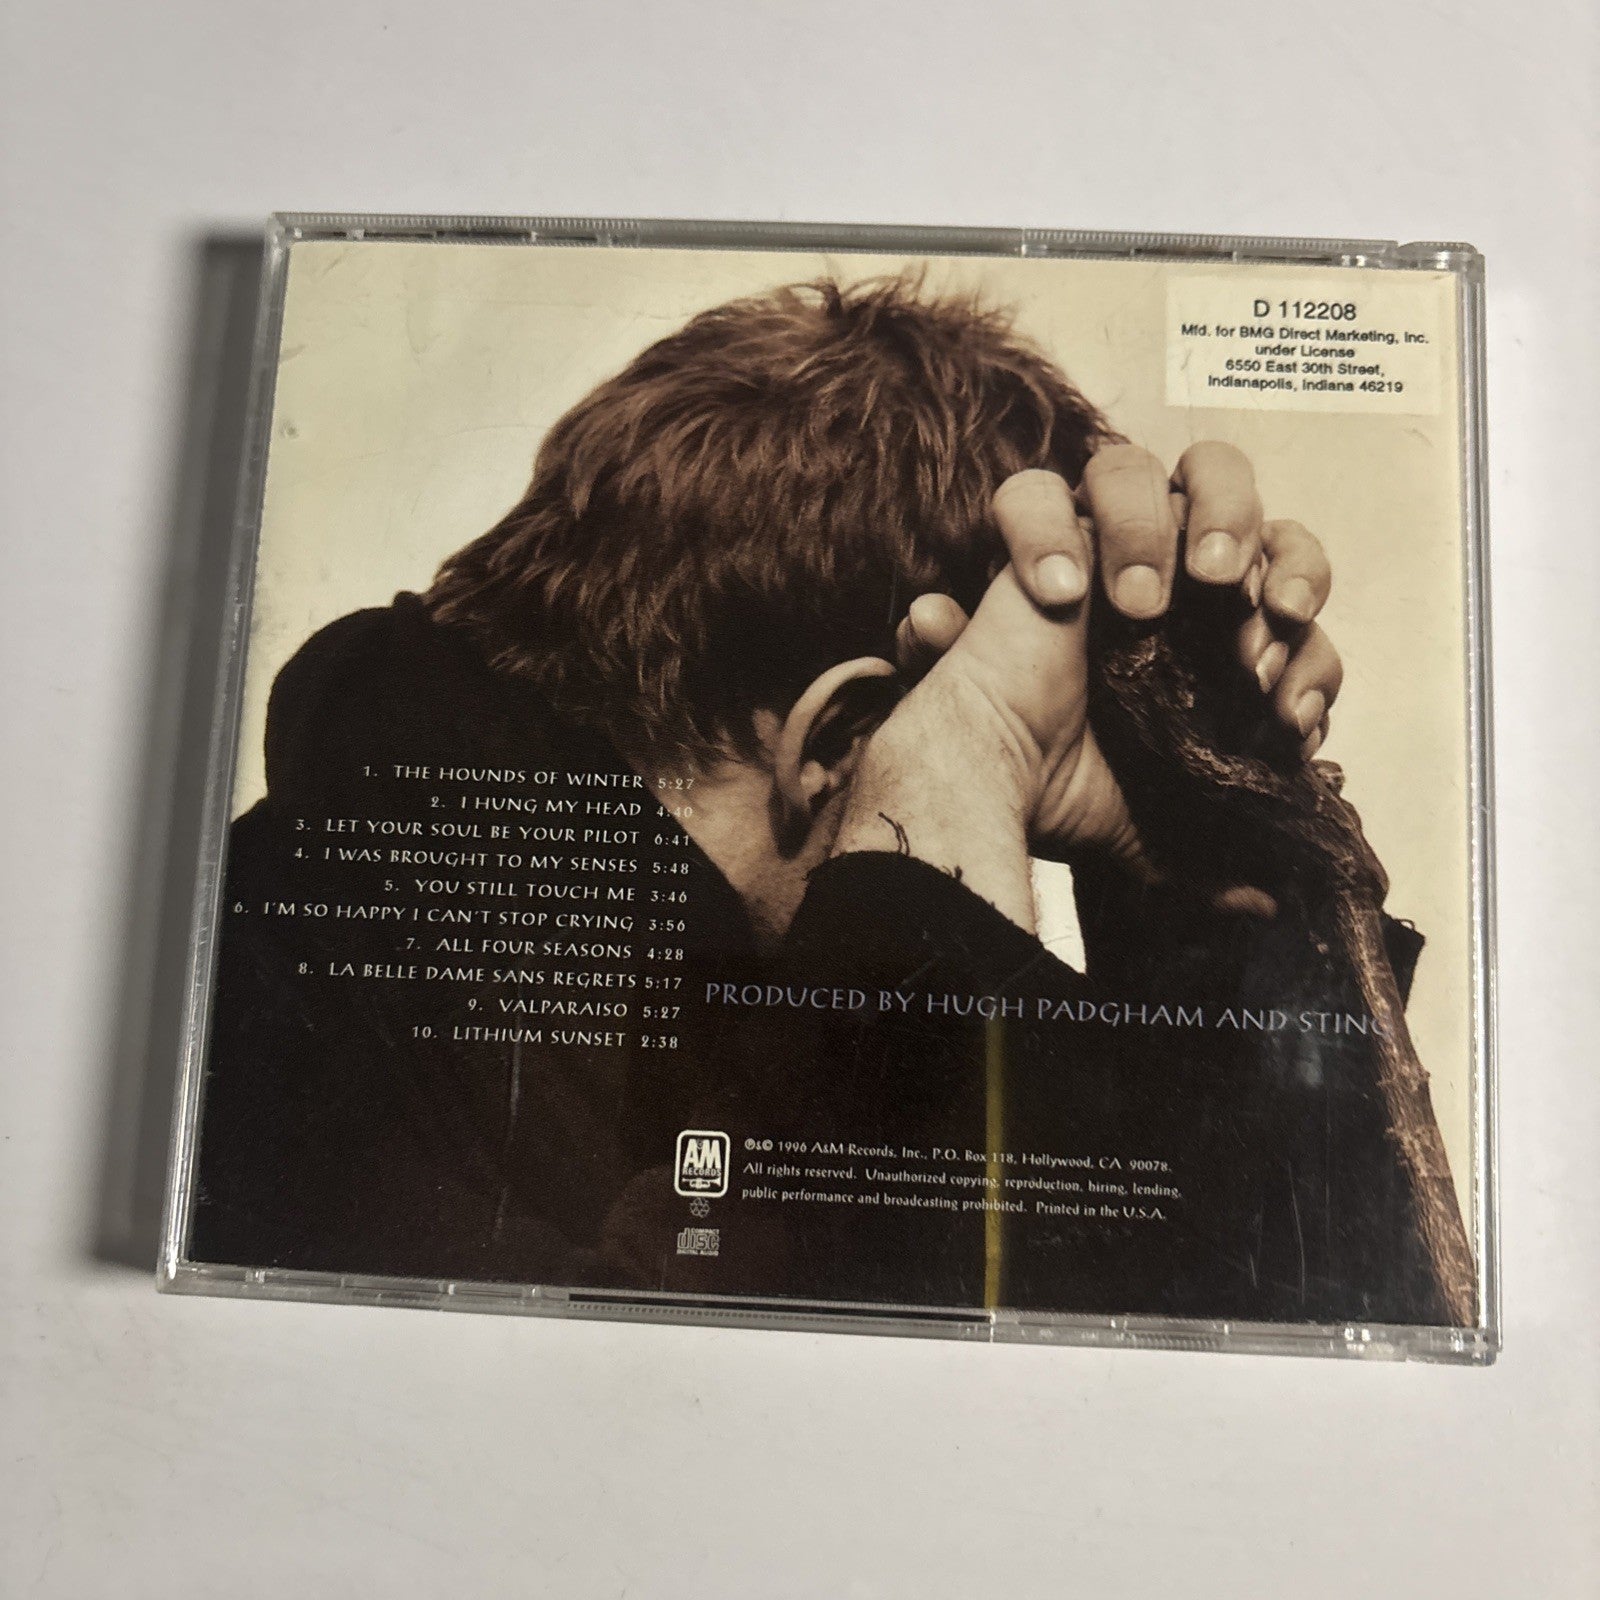 D 112208
Mfd. for BMG Direct Marketing, Inc.
under License
6550 East 30th Street,
Indianapolis, Indiana 46219
1. THE HOUNDS OF WINTER 5:27
2. I HUNG MY HEAD 4:40
3. LET YOUR SOUL BE YOUR PILOT 6:41
4. I WAS BROUGHT TO MY SENSES 5:48
5. YOU STILL TOUCH ME 3:46
6. I'M SO HAPPY I CAN'T STOP CRYING 3:56
7. ALL FOUR SEASONS 4:28
8. LA BELLE DAME SANS REGRETS 5:17
9. VALPARAISO 5:27
10. LITHIUM SUNSET 2:38
PRODUCED BY HUGH PADGHAM AND STING
A&M
RECORDS
℗&© 1996 A&M Records, Inc., P.O. Box 118, Hollywood, CA 90078.
All rights reserved. Unauthorized copying, reproduction, hiring, lending,
public performance and broadcasting prohibited. Printed in the U.S.A.
COMPACT
disc
DIGITAL AUDIO